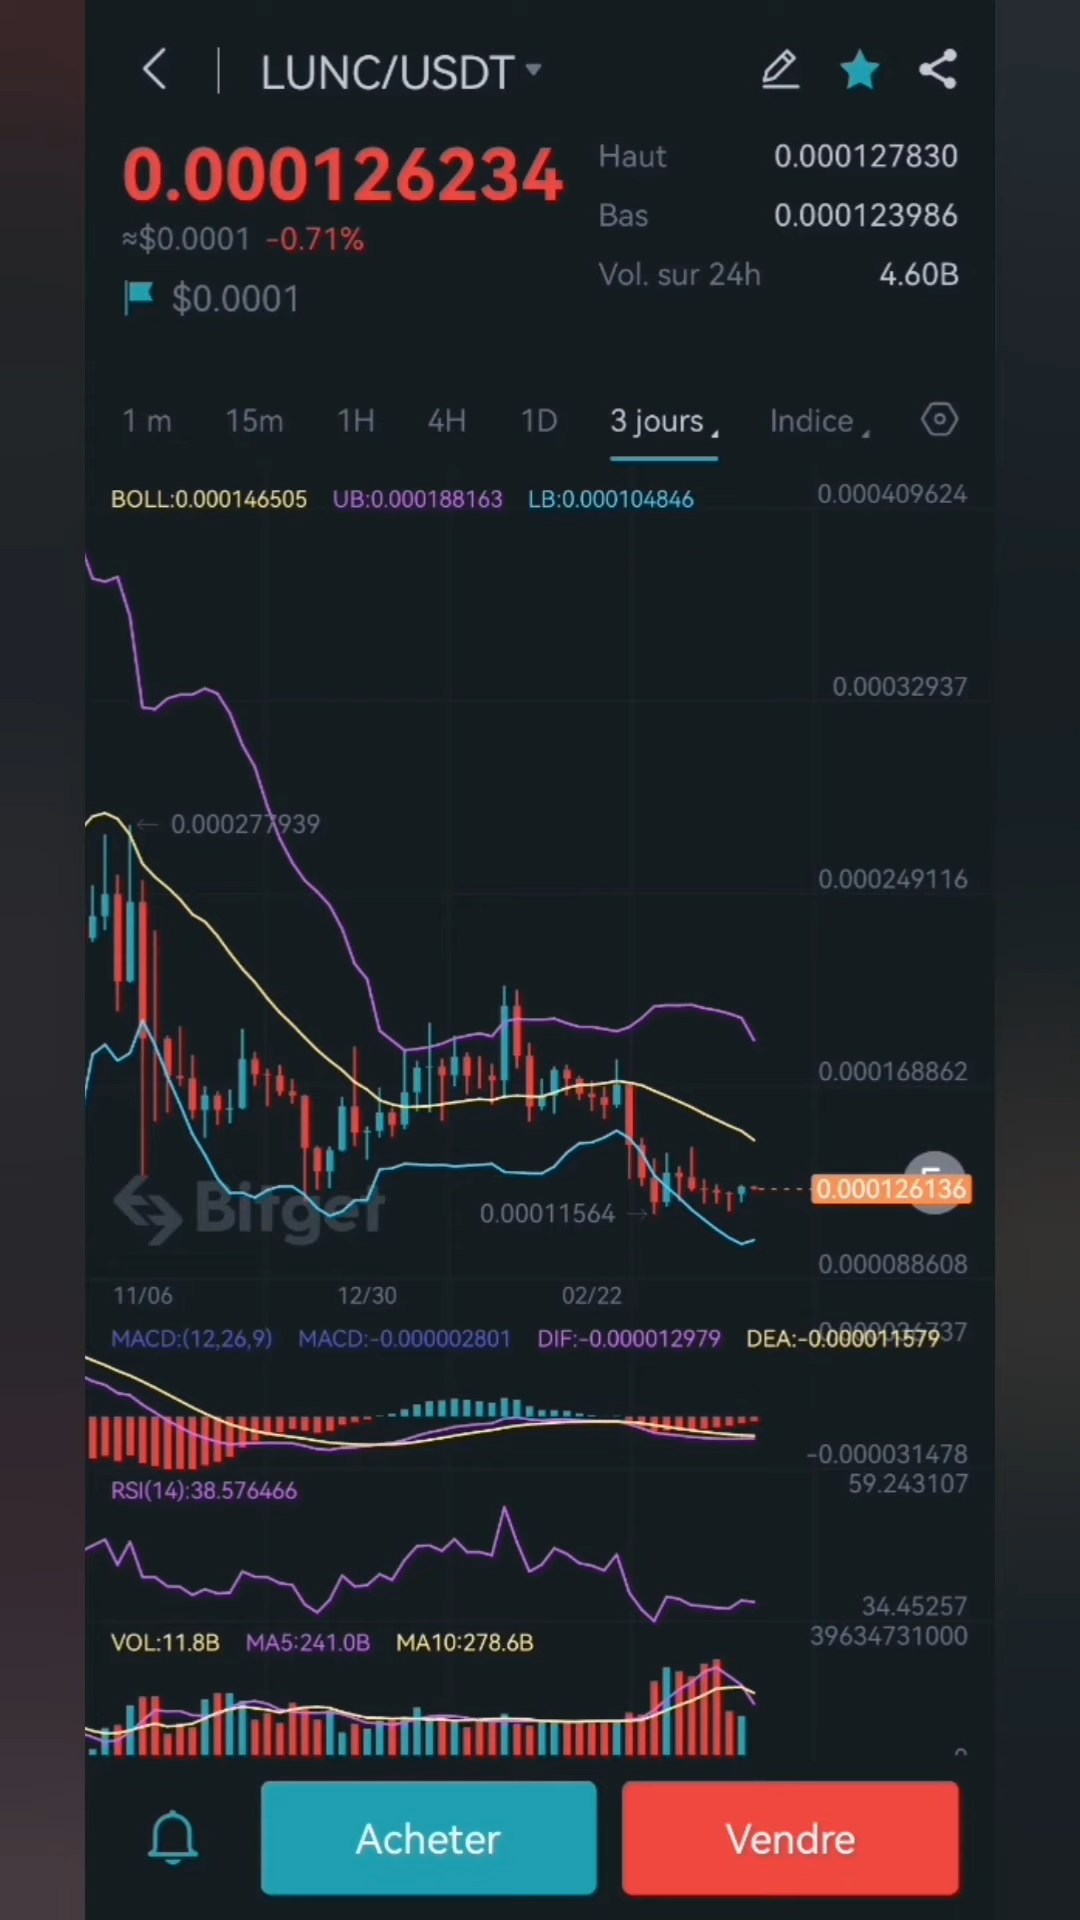 LUNC/USDT
0.000126234
≈$0.0001 -0.71%
$0.0001
Haut 0.000127830
Bas 0.000123986
Vol. sur 24h 4.60B
1 m 15m 1H 4H 1D 3 jours Indice
BOLL:0.000146505 UB:0.000188163 LB:0.000104846
0.000409624
0.00032937
0.000277939
0.000249116
0.000168862
0.000126136
Bitget
0.00011564
0.000088608
11/06 12/30 02/22
MACD:(12,26,9) MACD:-0.000002801 DIF:-0.000012979 DEA:-0.000011579
-0.000031478
RSI(14):38.576466
59.243107
34.45257
VOL:11.8B MA5:241.0B MA10:278.6B
39634731000
Acheter
Vendre